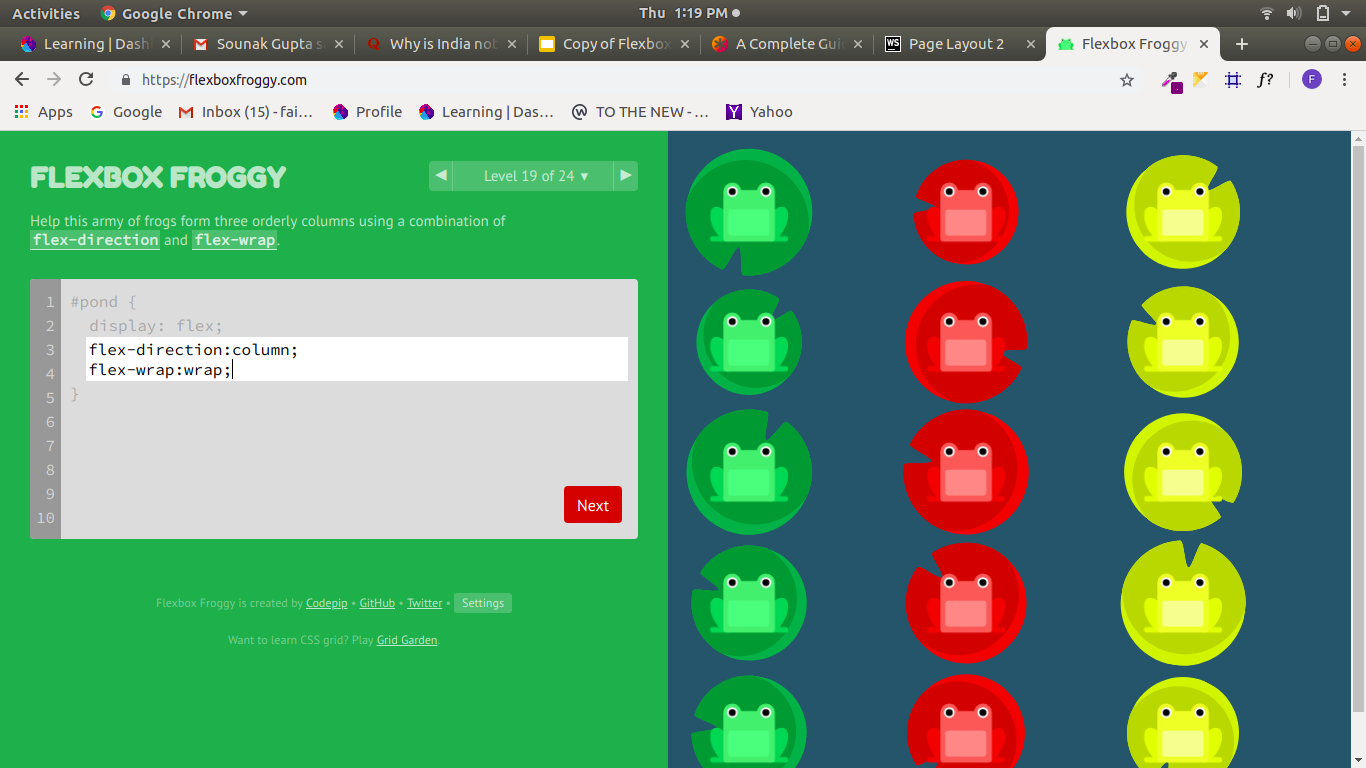 Activities Google Chrome Thu 1:19 PM
Learning | Dash Sounak Gupta s Why is India not Copy of Flexbox A Complete Gui WS Page Layout 2 Flexbox Froggy
https://flexboxfroggy.com f? F
Apps Google Inbox (15) - fai… Profile Learning | Das… TO THE NEW - … Yahoo
FLEXBOX FROGGY
Level 19 of 24
Help this army of frogs form three orderly columns using a combination of
flex-direction and flex-wrap.
1 #pond {
2 display: flex;
3 flex-direction:column;
4 flex-wrap:wrap;
5 }
6
7
8
9
10
Next
Flexbox Froggy is created by Codepip • GitHub • Twitter • Settings
Want to learn CSS grid? Play Grid Garden.